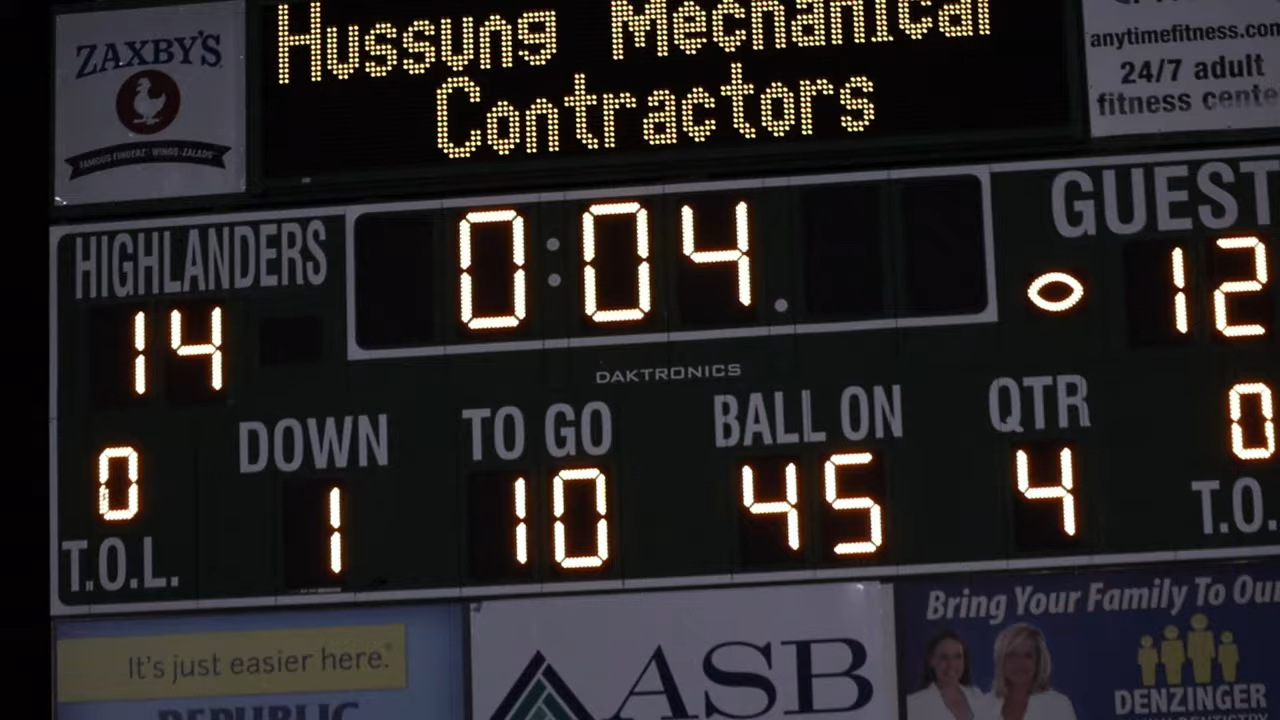 Hussung Mechanical
Contractors
ZAXBY'S
FAMOUS FINGERZ WINGS ZALADS
anytimefitness.com
24/7 adult
fitness cente
HIGHLANDERS
0:04.
GUEST
14
12
DAKTRONICS
DOWN
TO GO
BALL ON
QTR
0
1
10
45
4
0
T.O.L.
T.O.
It's just easier here.®
REPUBLIC
ASB
Bring Your Family To Our
DENZINGER